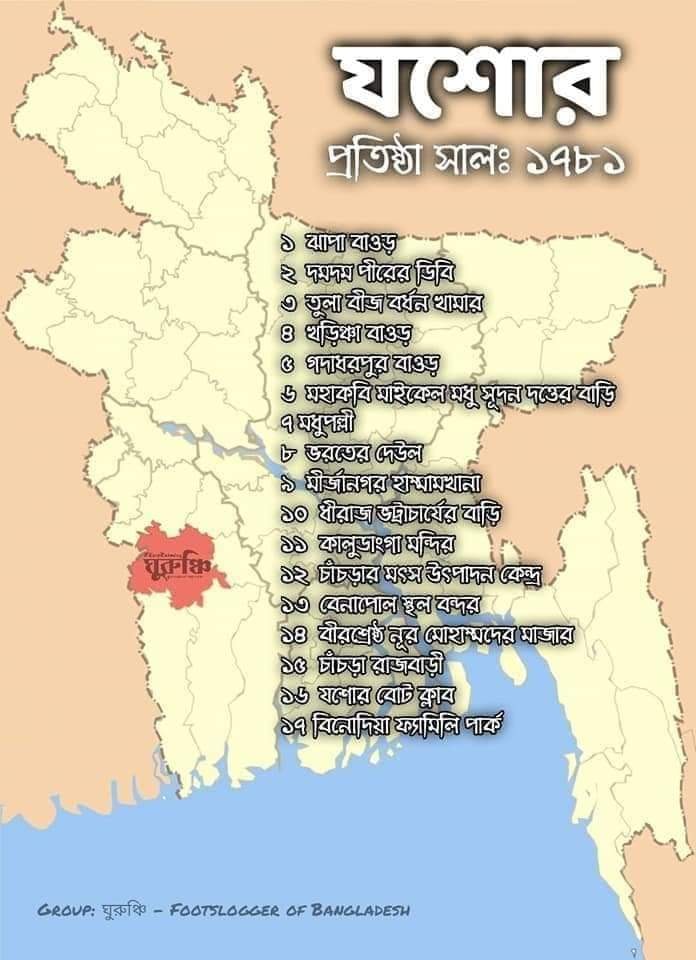 যশোর
প্রতিষ্ঠা সালঃ ১৭৮১
১ ঝাপা বাওড়
২ দমদম পীরের ডিবি
৩ তুলা বীজ বর্ধন খামার
৪ খড়িঞ্চা বাওড়
৫ গদাধরপুর বাওড়
৬ মহাকবি মাইকেল মধু সূদন দত্তের বাড়ি
৭ মধুপল্লী
৮ ভরতের দেউল
৯ মীর্জানগর হাম্মামখানা
১০ ধীরাজ ভট্টাচার্যের বাড়ি
১১ কালুডাংগা মন্দির
১২ চাঁচড়ার মৎস উৎপাদন কেন্দ্র
১৩ বেনাপোল স্থল বন্দর
১৪ বীরশ্রেষ্ঠ নূর মোহাম্মদের মাজার
১৫ চাঁচড়া রাজবাড়ী
১৬ যশোর বোট ক্লাব
১৭ বিনোদিয়া ফ্যামিলি পার্ক
ঘুরুঞ্চি
GROUP: ঘুরুঞ্চি - FOOTSLOGGER OF BANGLADESH